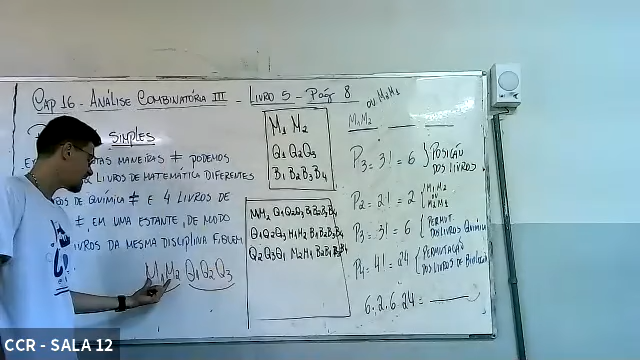 CAP 16 - ANÁLISE COMBINATÓRIA III - LIVRO 5 - PÁG 8
SIMPLES
MANEIRAS ≠ PODEMOS
LIVROS DE MATEMÁTICA DIFERENTES
DE QUÍMICA ≠ E 4 LIVROS DE
≠, EM UMA ESTANTE, DE MODO
DA MESMA DISCIPLINA FIQUEM
M1M2 Q1Q2Q3
M1 M2
Q1 Q2 Q3
B1 B2 B3 B4
M1M2 Q1Q2Q3 B1B2B3B4
Q1Q2Q3 M1M2 B1B2B3B4
Q2Q3Q1 M2M1
OU M2M1
M1M2
P3 = 3! = 6 } POSIÇÃO
DOS LIVROS
P2 = 2! = 2 { M1M2
OU
M2M1
P3 = 3! = 6 { PERMUT.
DOS LIVROS QUÍMICA
P4 = 4! = 24 { PERMUTAÇÃO
DOS LIVROS DE BIOLOGIA
6.2.6.24 =
CCR - SALA 12